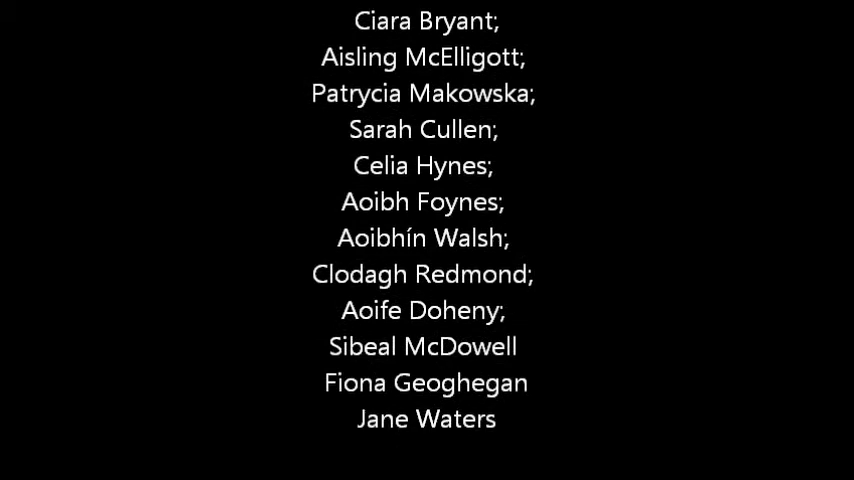 Ciara Bryant;
Aisling McElligott;
Patrycia Makowska;
Sarah Cullen;
Celia Hynes;
Aoibh Foynes;
Aoibhín Walsh;
Clodagh Redmond;
Aoife Doheny;
Sibeal McDowell
Fiona Geoghegan
Jane Waters